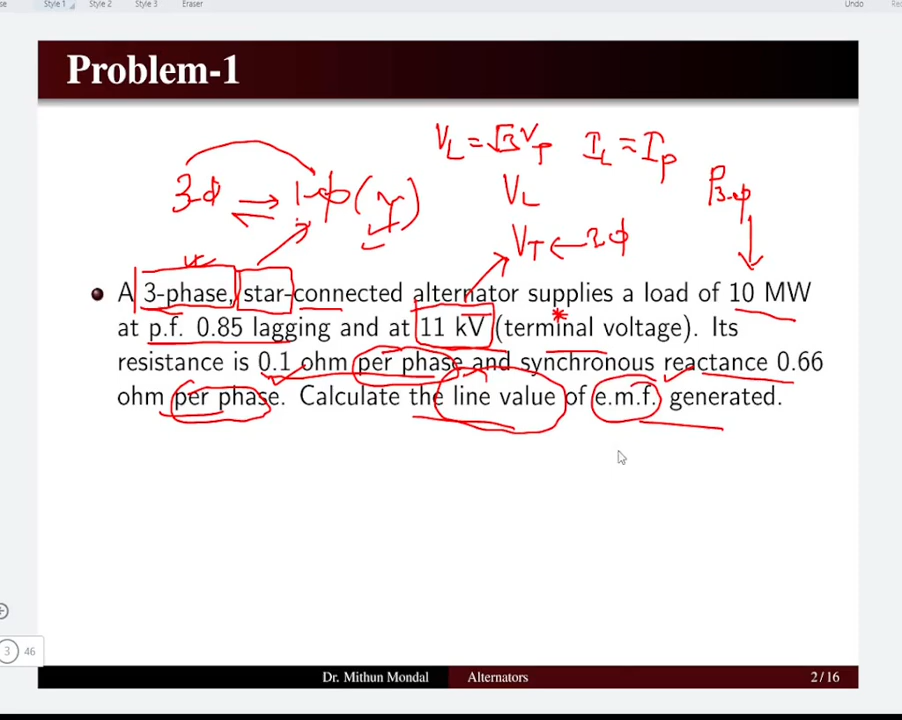 Style 1 Style 2 Style 3 Eraser Undo
Problem-1
V_L = √3 V_p I_L = I_p
3-ϕ ⇌ 1-ϕ (Y) V_L P_3-ϕ
V_T ← 3ϕ
A 3-phase, star-connected alternator supplies a load of 10 MW
at p.f. 0.85 lagging and at 11 kV (terminal voltage). Its
resistance is 0.1 ohm per phase and synchronous reactance 0.66
ohm per phase. Calculate the line value of e.m.f. generated.
3 46
Dr. Mithun Mondal Alternators 2 / 16